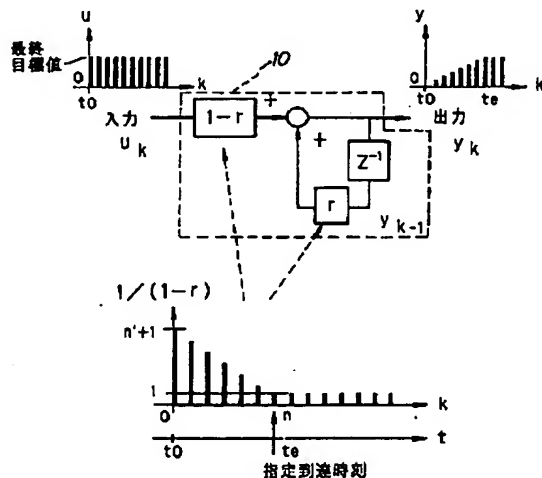 u
最終
目標値
0
t0
k
10
y
0
t0
te
k
入力
u k
1−r
+
+
出力
y k
Z⁻¹
r
y k-1
1/(1−r)
n'+1
1
0
n
k
t0
te
t
指定到達時刻